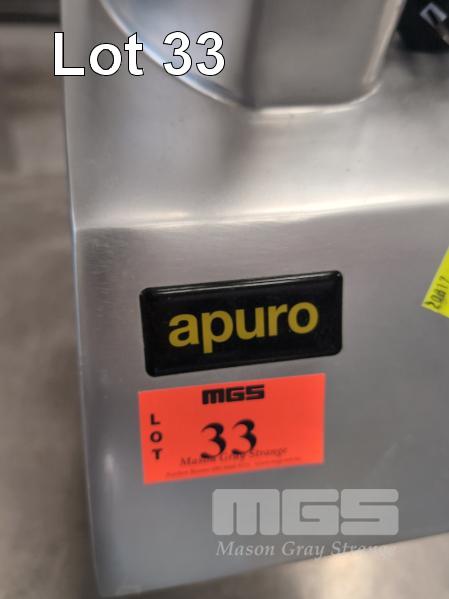 Lot 33
apuro
MGS
LOT
33
Mason Gray Strange
MGS
Mason Gray Strange